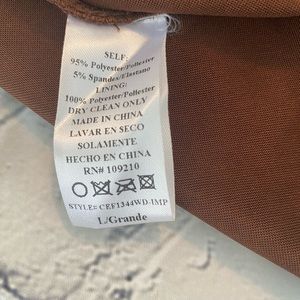 SELF:
95% Polyester/Poliester
5% Spandex/Elastano
LINING:
100% Polyester/Poliester
DRY CLEAN ONLY
MADE IN CHINA
LAVAR EN SECO
SOLAMENTE
HECHO EN CHINA
RN# 109210
STYLE: CEF1344WD-IMP
L/Grande